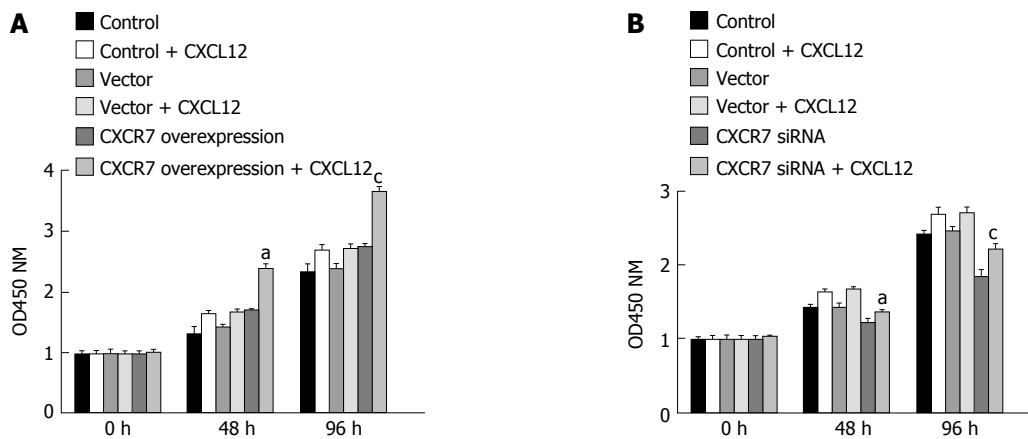 A
Control
Control + CXCL12
Vector
Vector + CXCL12
CXCR7 overexpression
CXCR7 overexpression + CXCL12
OD450 NM
4
3
2
1
0
a
c
0 h
48 h
96 h
B
Control
Control + CXCL12
Vector
Vector + CXCL12
CXCR7 siRNA
CXCR7 siRNA + CXCL12
OD450 NM
3
2
1
0
a
c
0 h
48 h
96 h